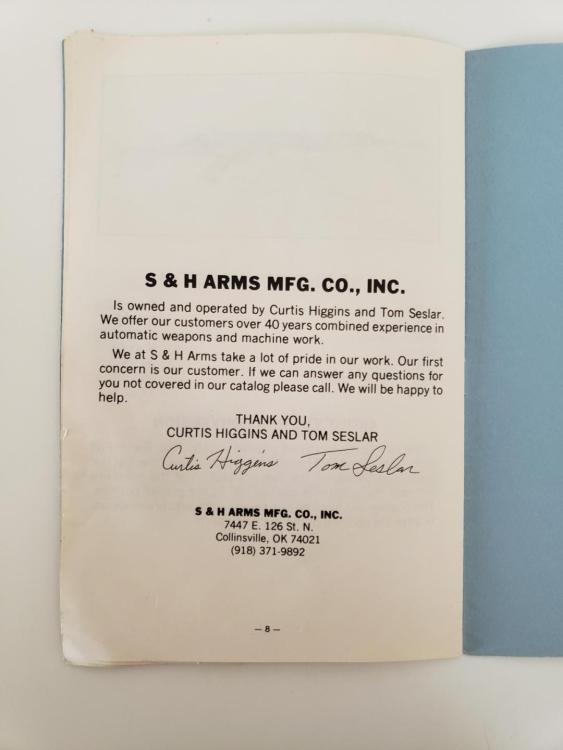 S & H ARMS MFG. CO., INC.
Is owned and operated by Curtis Higgins and Tom Seslar.
We offer our customers over 40 years combined experience in
automatic weapons and machine work.
We at S & H Arms take a lot of pride in our work. Our first
concern is our customer. If we can answer any questions for
you not covered in our catalog please call. We will be happy to
help.
THANK YOU,
CURTIS HIGGINS AND TOM SESLAR
Curtis Higgins Tom Seslar
S & H ARMS MFG. CO., INC.
7447 E. 126 St. N.
Collinsville, OK 74021
(918) 371-9892
— 8 —